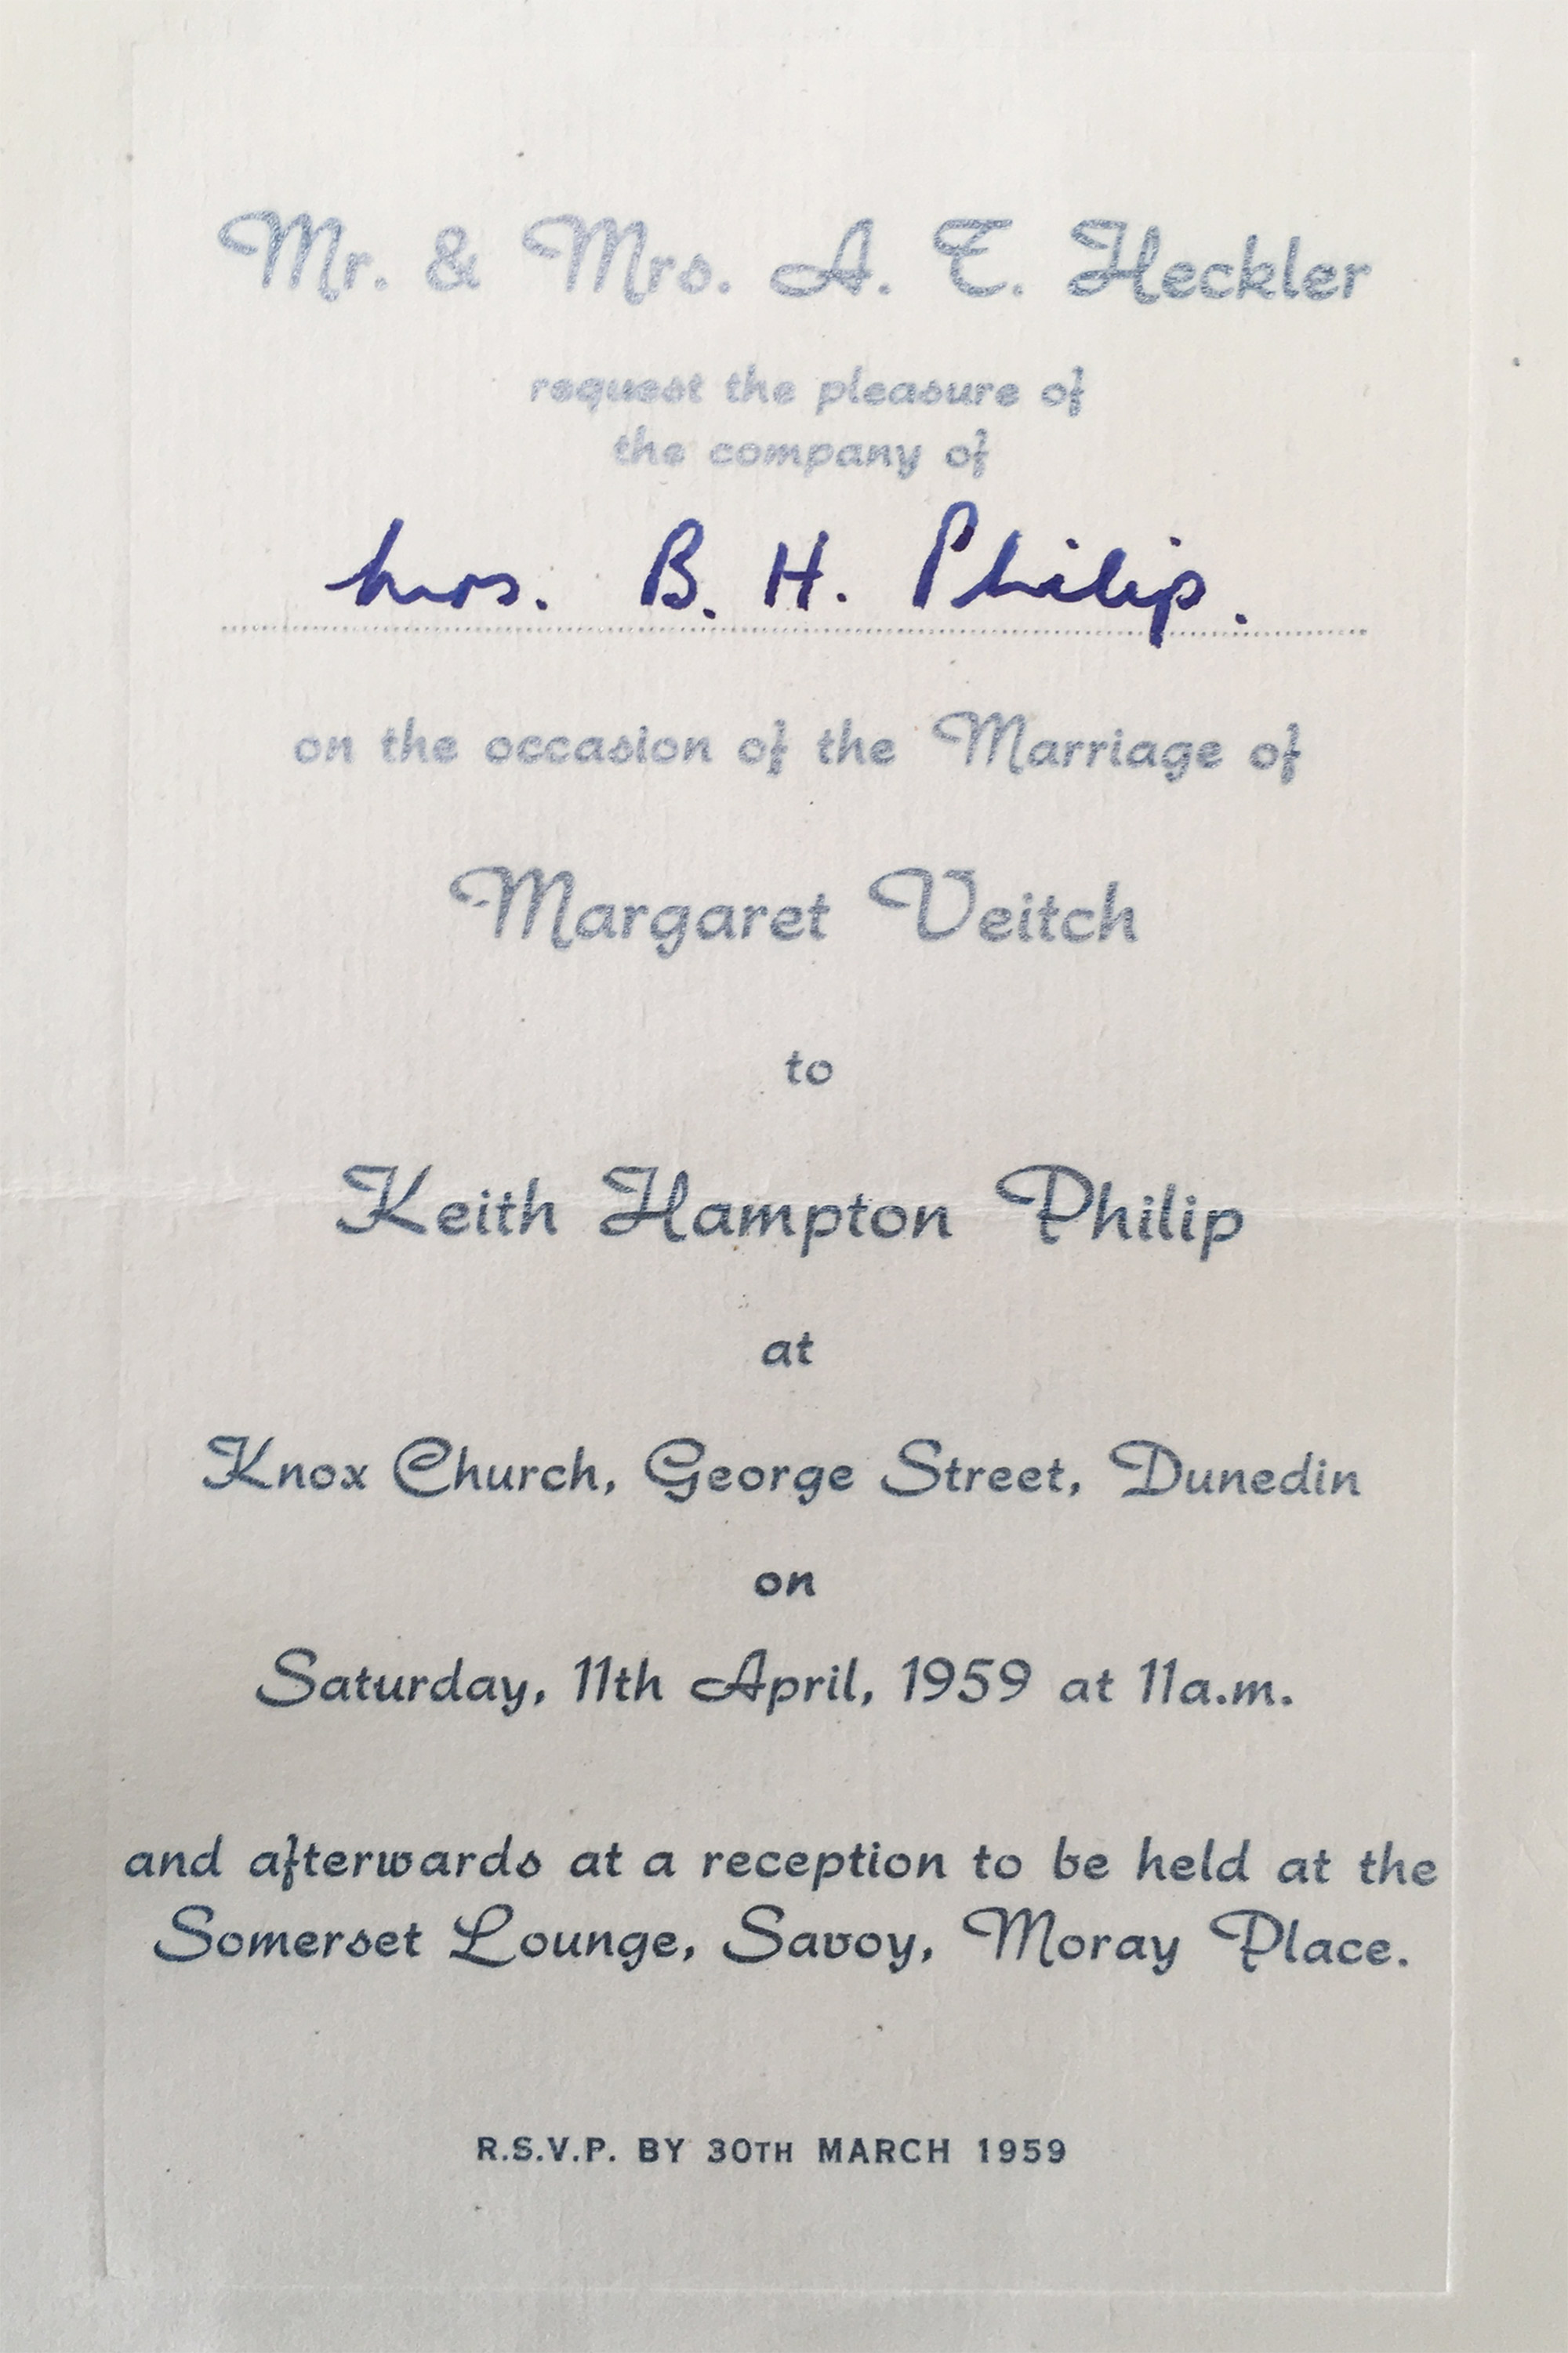 Mr. & Mrs. A. E. Heckler
request the pleasure of
the company of
Mrs. B. H. Philip.
on the occasion of the Marriage of
Margaret Veitch
to
Keith Hampton Philip
at
Knox Church, George Street, Dunedin
on
Saturday, 11th April, 1959 at 11a.m.
and afterwards at a reception to be held at the
Somerset Lounge, Savoy, Moray Place.
R.S.V.P. BY 30TH MARCH 1959